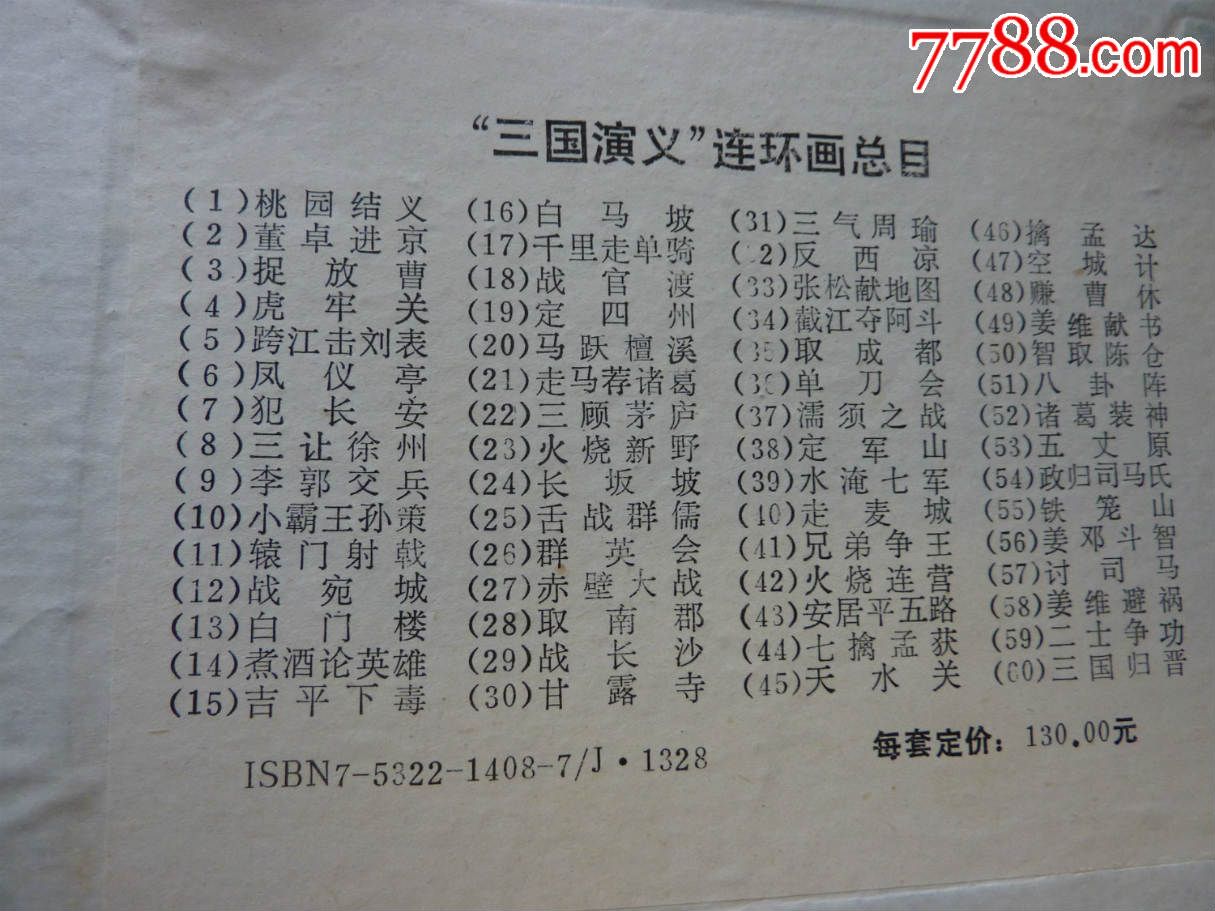 7788.com
“三国演义”连环画总目
(1)桃园结义
(2)董卓进京
(3)捉放曹
(4)虎牢关
(5)跨江击刘表
(6)凤仪亭
(7)犯长安
(8)三让徐州
(9)李郭交兵
(10)小霸王孙策
(11)辕门射戟
(12)战宛城
(13)白门楼
(14)煮酒论英雄
(15)吉平下毒
(16)白马坡
(17)千里走单骑
(18)战官渡
(19)定四州
(20)马跃檀溪
(21)走马荐诸葛
(22)三顾茅庐
(23)火烧新野
(24)长坂坡
(25)舌战群儒
(26)群英会
(27)赤壁大战
(28)取南郡
(29)战长沙
(30)甘露寺
(31)三气周瑜
(32)反西凉
(33)张松献地图
(34)截江夺阿斗
(35)取成都
(36)单刀会
(37)濡须之战
(38)定军山
(39)水淹七军
(40)走麦城
(41)兄弟争王
(42)火烧连营
(43)安居平五路
(44)七擒孟获
(45)天水关
(46)擒孟达
(47)空城计
(48)赚曹休
(49)姜维献书
(50)智取陈仓
(51)八卦阵
(52)诸葛装神
(53)五丈原
(54)政归司马氏
(55)铁笼山
(56)姜邓斗智
(57)讨司马
(58)姜维避祸
(59)二士争功
(60)三国归晋
ISBN7-5322-1408-7/J·1328
每套定价：130.00元